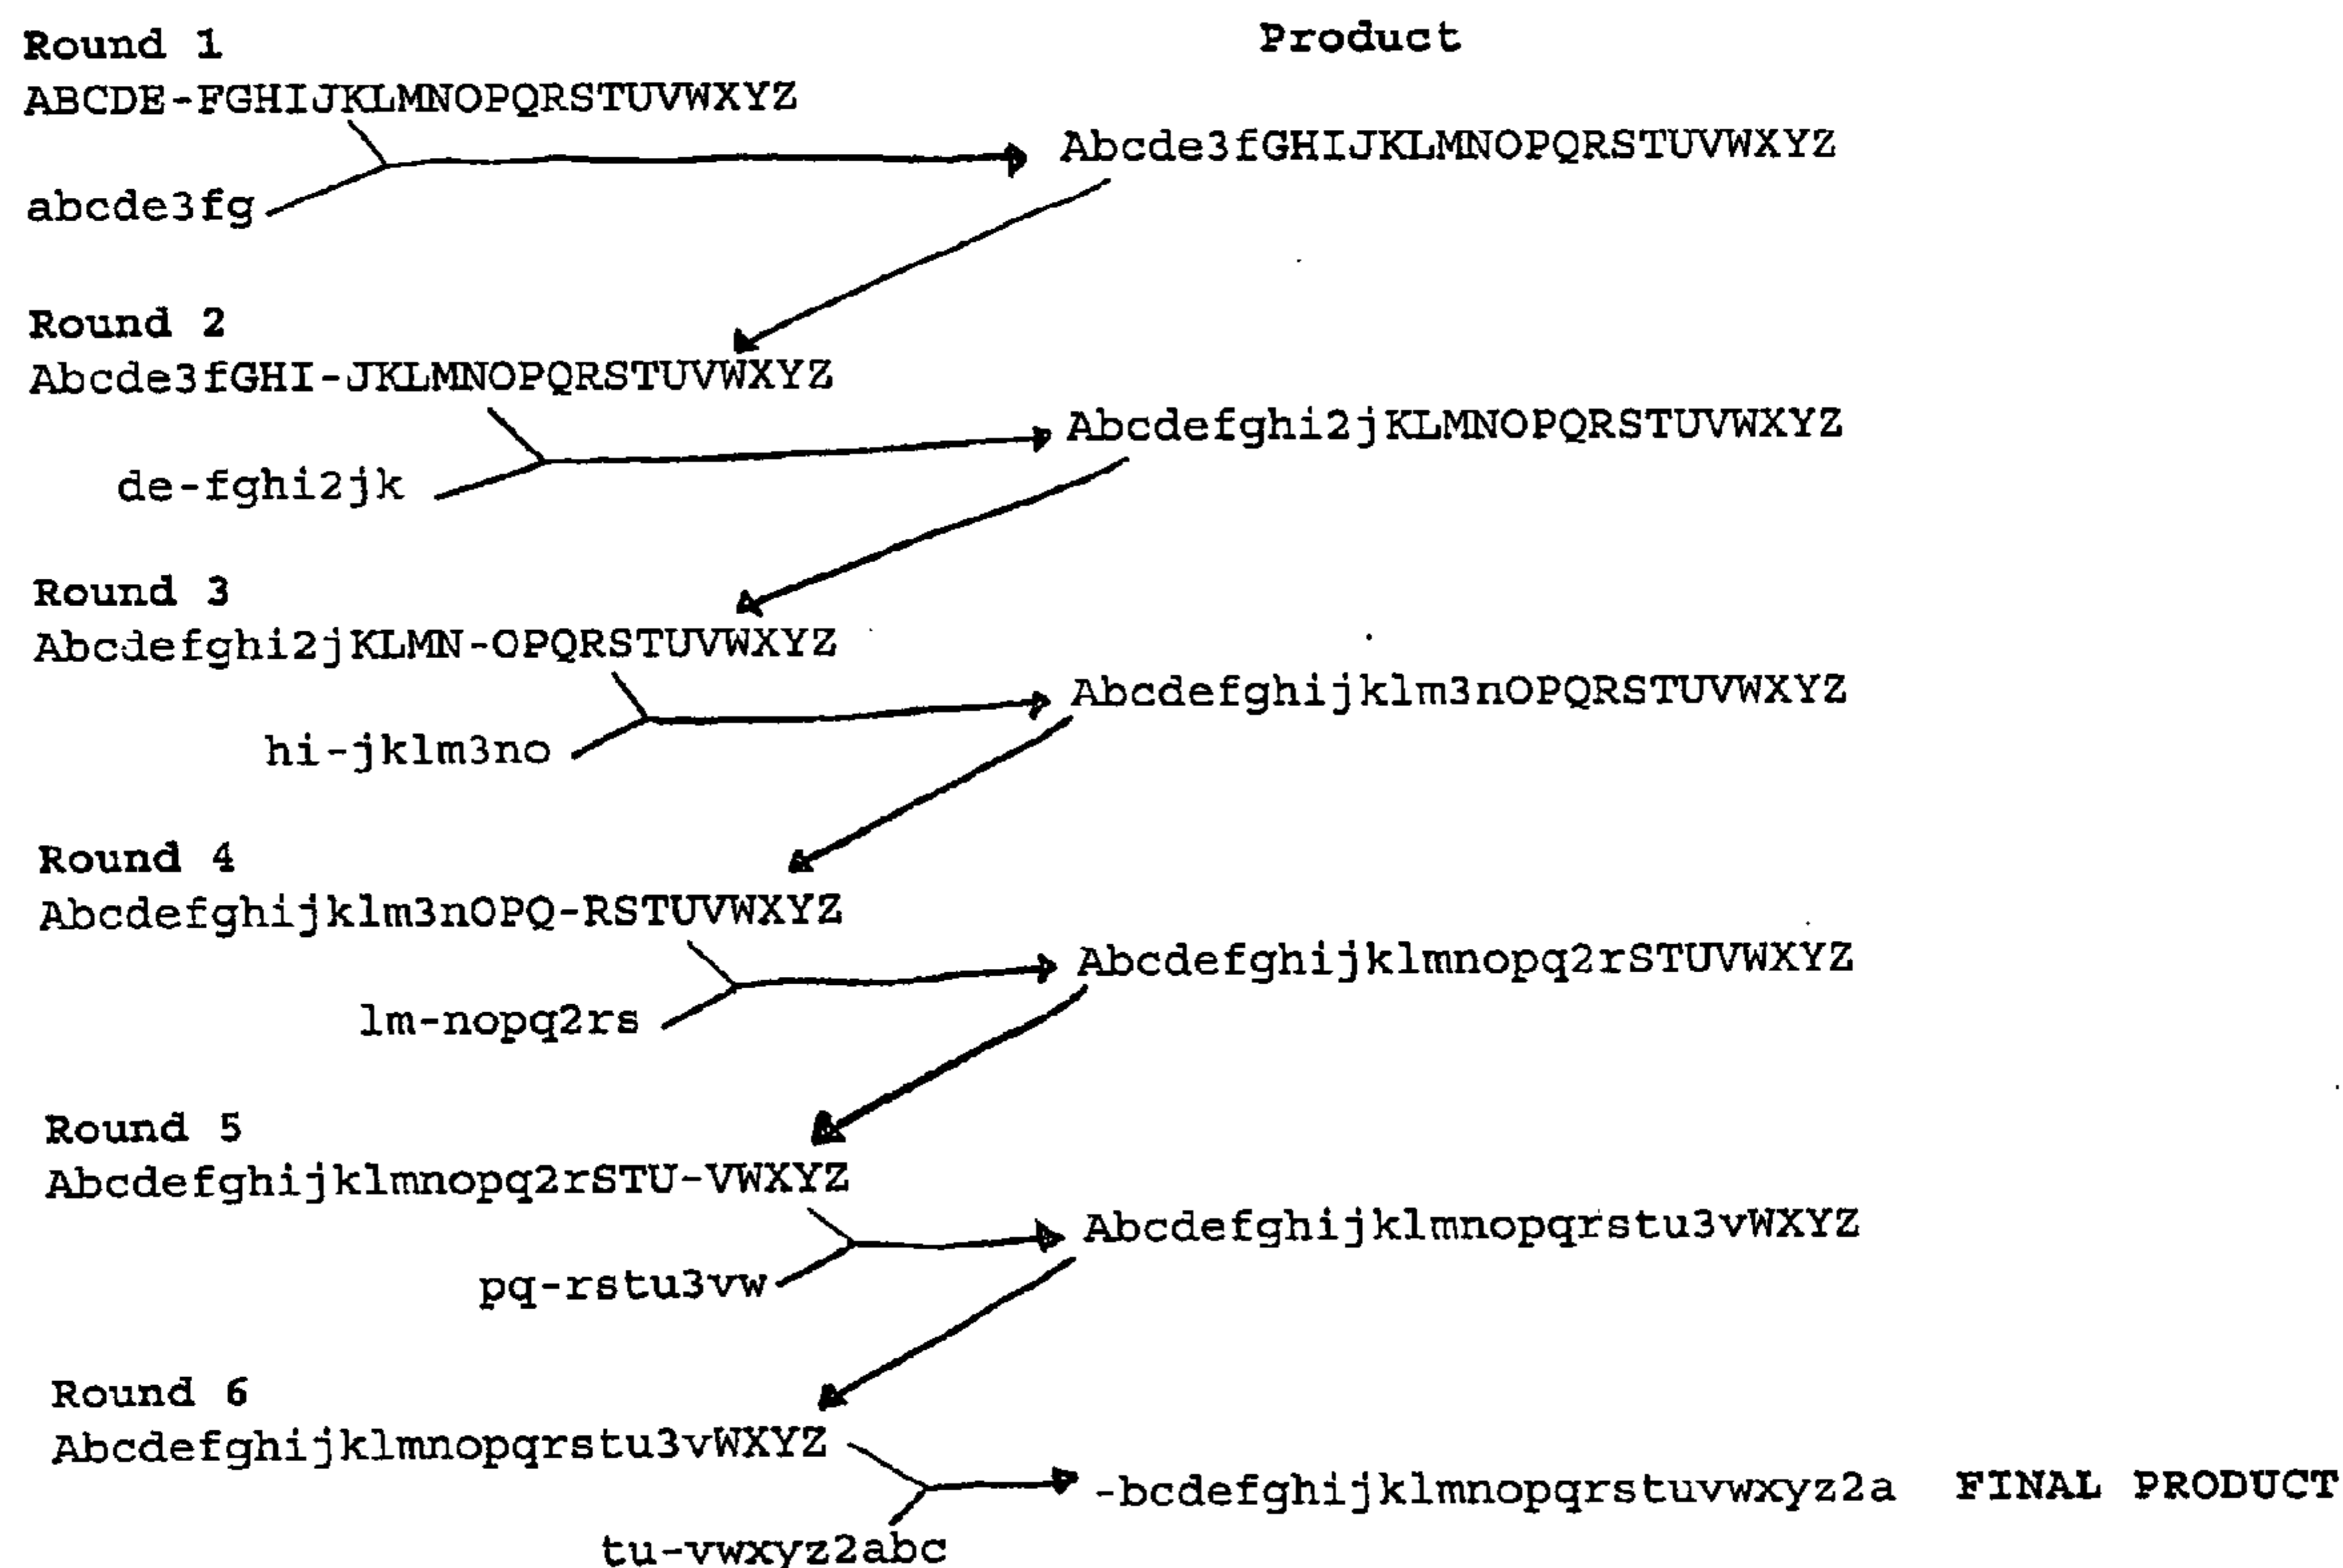 Round 1
Product
ABCDE-FGHIJKLMNOPQRSTUVWXYZ
Abcde3fGHIJKLMNOPQRSTUVWXYZ
abcde3fg
Round 2
Abcde3fGHI-JKLMNOPQRSTUVWXYZ
Abcdefghi2jKLMNOPQRSTUVWXYZ
de-fghi2jk
Round 3
Abcdefghi2jKLMN-OPQRSTUVWXYZ
Abcdefghijklm3nOPQRSTUVWXYZ
hi-jklm3no
Round 4
Abcdefghijklm3nOPQ-RSTUVWXYZ
Abcdefghijklmnopq2rSTUVWXYZ
lm-nopq2rs
Round 5
Abcdefghijklmnopq2rSTU-VWXYZ
Abcdefghijklmnopqrstu3vWXYZ
pq-rstu3vw
Round 6
Abcdefghijklmnopqrstu3vWXYZ
-bcdefghijklmnopqrstuvwxyz2a FINAL PRODUCT
tu-vwxyz2abc